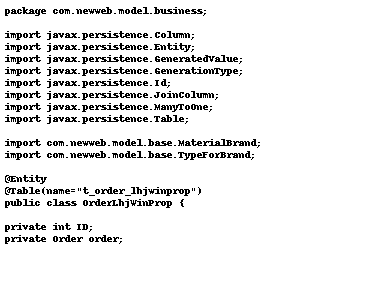 package com.newweb.model.business;
import javax.persistence.Column;
import javax.persistence.Entity;
import javax.persistence.GeneratedValue;
import javax.persistence.GenerationType;
import javax.persistence.Id;
import javax.persistence.JoinColumn;
import javax.persistence.ManyToOne;
import javax.persistence.Table;
import com.newweb.model.base.MaterialBrand;
import com.newweb.model.base.TypeForBrand;
@Entity
@Table(name="t_order_lhjwinprop")
public class OrderLhjWinProp {
private int ID;
private Order order;